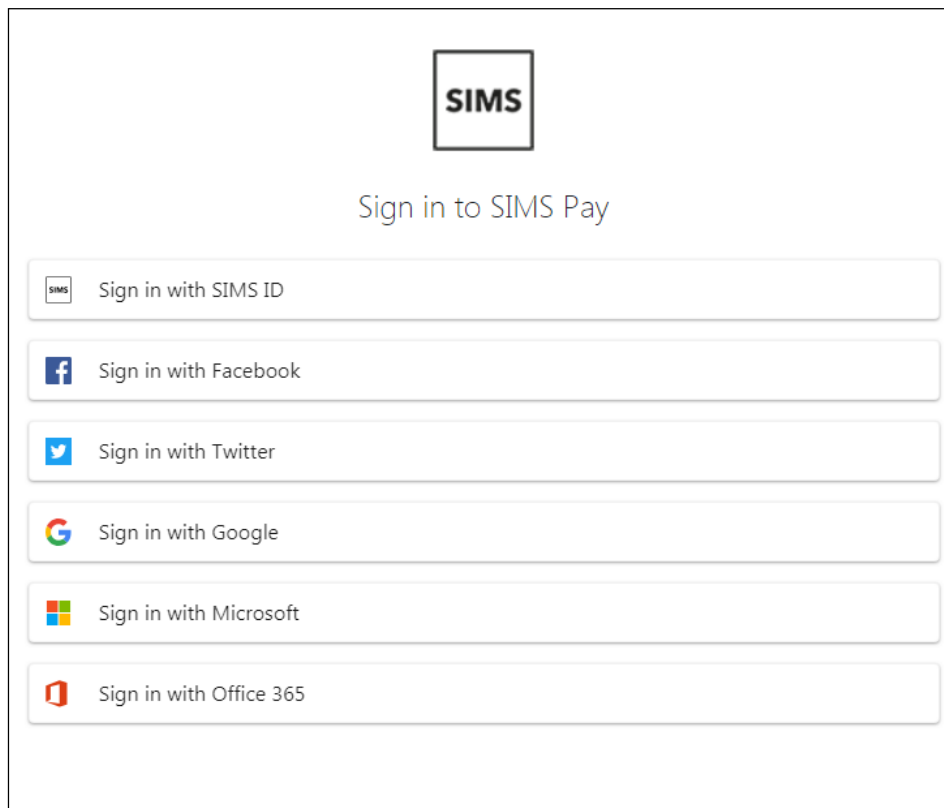 SIMS
Sign in to SIMS Pay
SIMS Sign in with SIMS ID
Sign in with Facebook
Sign in with Twitter
Sign in with Google
Sign in with Microsoft
Sign in with Office 365